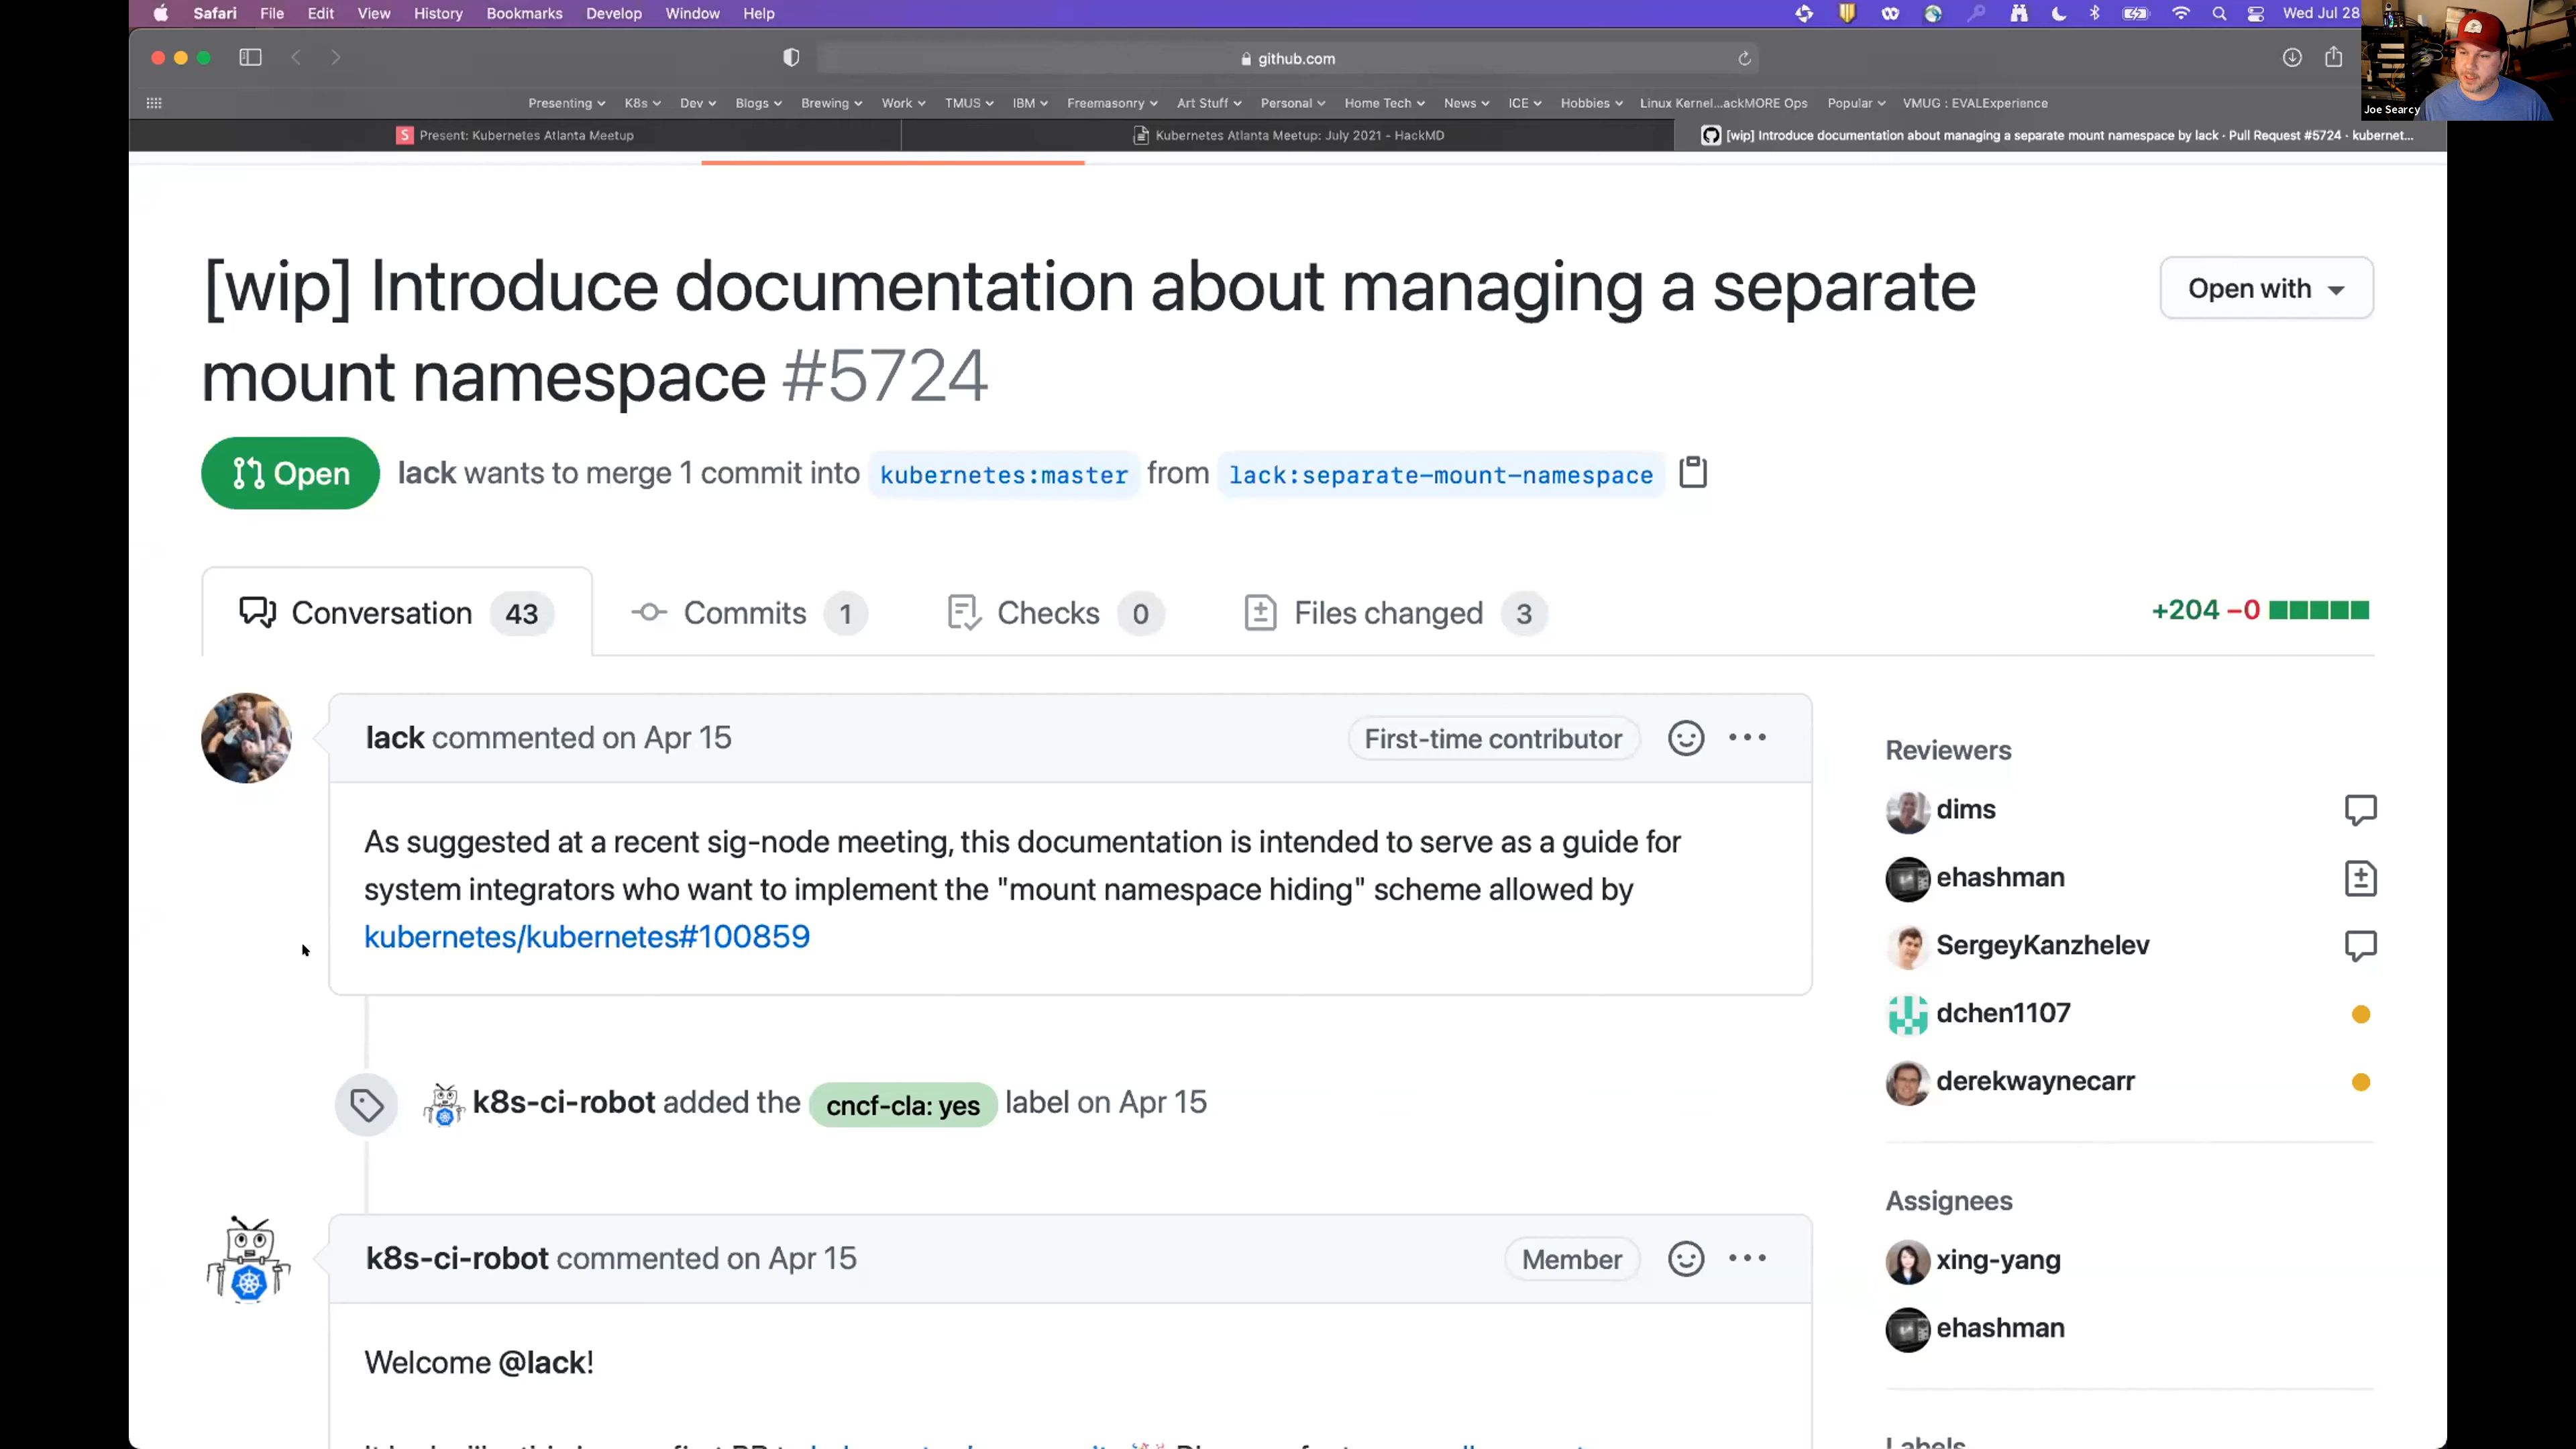 Safari File Edit View History Bookmarks Develop Window Help Wed Jul 28
github.com
Joe Searcy
Presenting K8s Dev Blogs Brewing Work TMUS IBM Freemasonry Art Stuff Personal Home Tech News ICE Hobbies Linux Kernel...ackMORE Ops Popular VMUG : EVALExperience
Present: Kubernetes Atlanta Meetup
Kubernetes Atlanta Meetup: July 2021 - HackMD
[wip] Introduce documentation about managing a separate mount namespace by lack · Pull Request #5724 · kubernet...
[wip] Introduce documentation about managing a separate
mount namespace #5724
Open with
Open lack wants to merge 1 commit into kubernetes:master from lack:separate-mount-namespace
Conversation 43 Commits 1 Checks 0 Files changed 3 +204 −0
lack commented on Apr 15 First-time contributor
As suggested at a recent sig-node meeting, this documentation is intended to serve as a guide for
system integrators who want to implement the "mount namespace hiding" scheme allowed by
kubernetes/kubernetes#100859
k8s-ci-robot added the cncf-cla: yes label on Apr 15
k8s-ci-robot commented on Apr 15 Member
Welcome @lack!
Reviewers
dims
ehashman
SergeyKanzhelev
dchen1107
derekwaynecarr
Assignees
xing-yang
ehashman
Labels